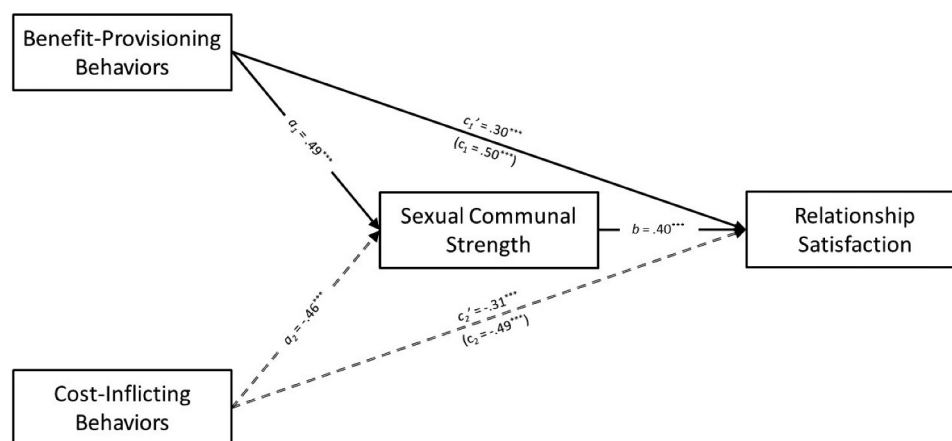 Benefit-Provisioning
Behaviors
c₁' = .30***
(c₁ = .50***)
a₁ = .49***
Sexual Communal
Strength
b = .40***
Relationship
Satisfaction
a₂ = -.46***
c₂' = -.31***
(c₂ = -.49***)
Cost-Inflicting
Behaviors